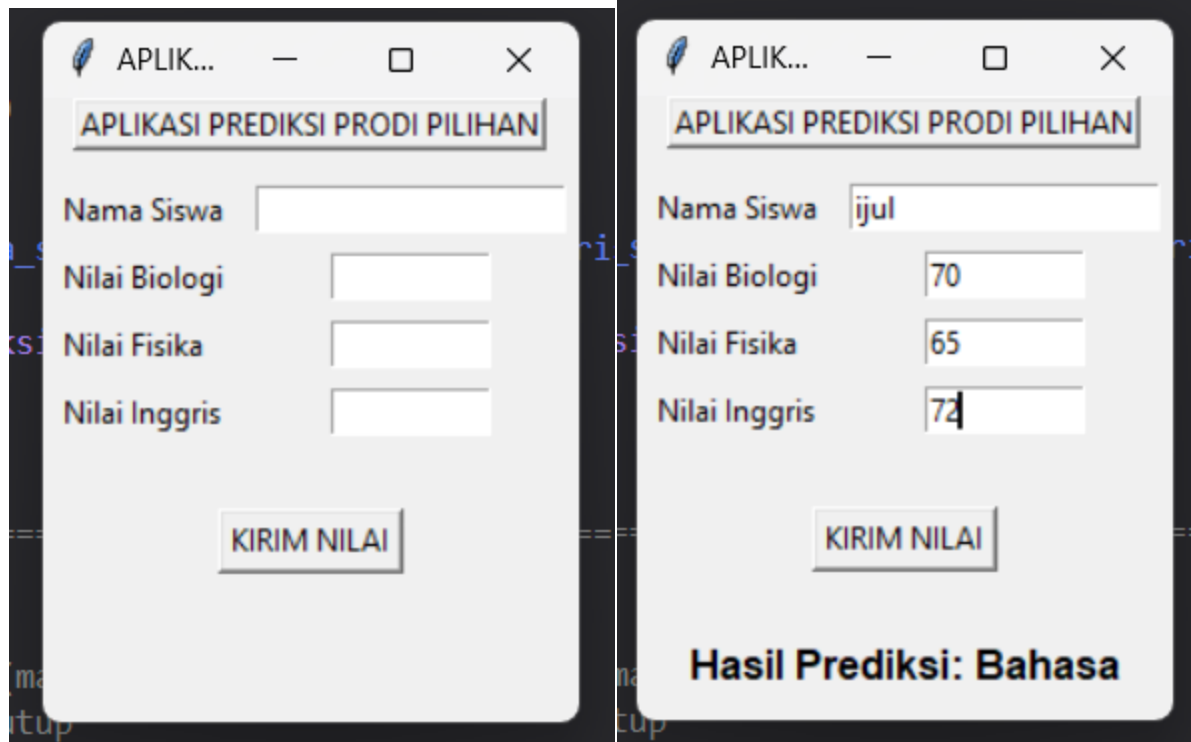 APLIK...
APLIKASI PREDIKSI PRODI PILIHAN
Nama Siswa
Nilai Biologi
Nilai Fisika
Nilai Inggris
KIRIM NILAI
APLIK...
APLIKASI PREDIKSI PRODI PILIHAN
Nama Siswa ijul
Nilai Biologi 70
Nilai Fisika 65
Nilai Inggris 72
KIRIM NILAI
Hasil Prediksi: Bahasa